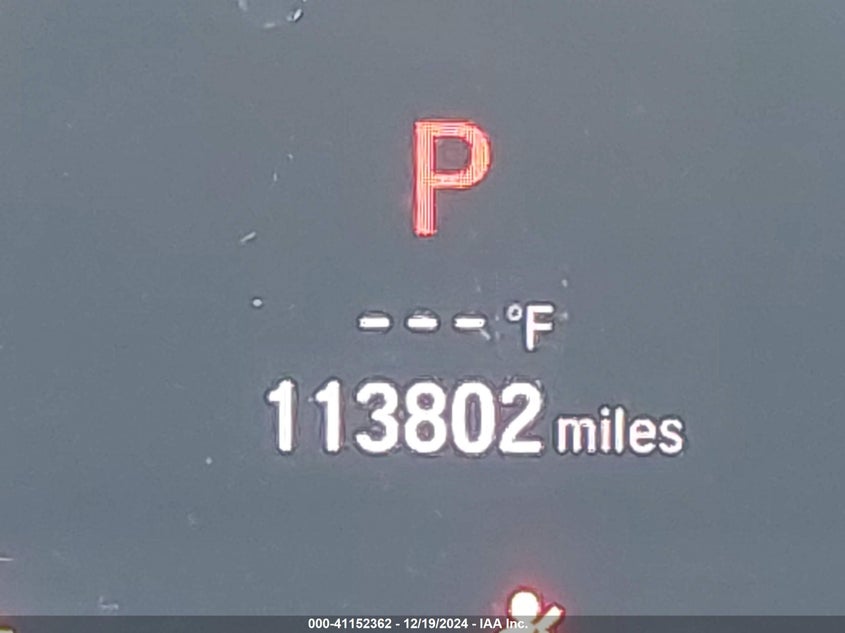 P
---°F
113802 miles
000-41152362 - 12/19/2024 - IAA Inc.